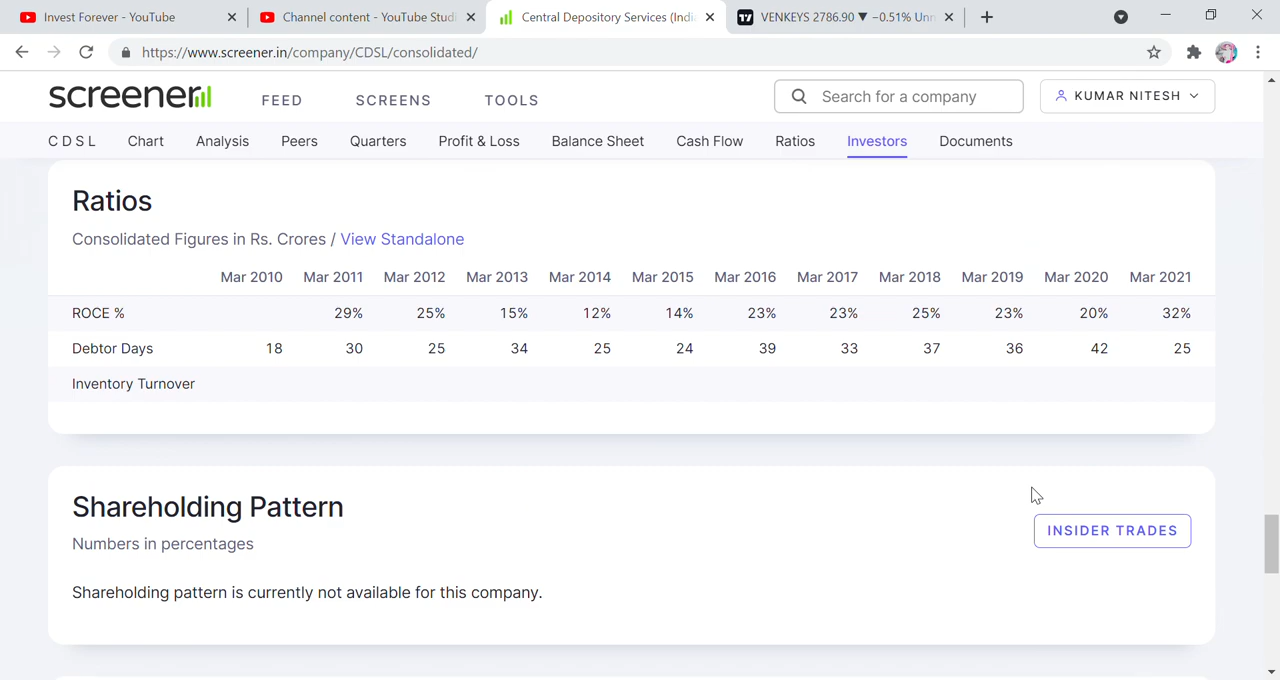 Invest Forever - YouTube
Channel content - YouTube Studi
Central Depository Services (Indi
VENKEYS 2786.90 ▼ −0.51% Unn
https://www.screener.in/company/CDSL/consolidated/
screener
FEED SCREENS TOOLS
Search for a company
KUMAR NITESH
C D S L Chart Analysis Peers Quarters Profit & Loss Balance Sheet Cash Flow Ratios Investors Documents
Ratios
Consolidated Figures in Rs. Crores / View Standalone
Mar 2010 Mar 2011 Mar 2012 Mar 2013 Mar 2014 Mar 2015 Mar 2016 Mar 2017 Mar 2018 Mar 2019 Mar 2020 Mar 2021
ROCE % 29% 25% 15% 12% 14% 23% 23% 25% 23% 20% 32%
Debtor Days 18 30 25 34 25 24 39 33 37 36 42 25
Inventory Turnover
Shareholding Pattern
Numbers in percentages
INSIDER TRADES
Shareholding pattern is currently not available for this company.